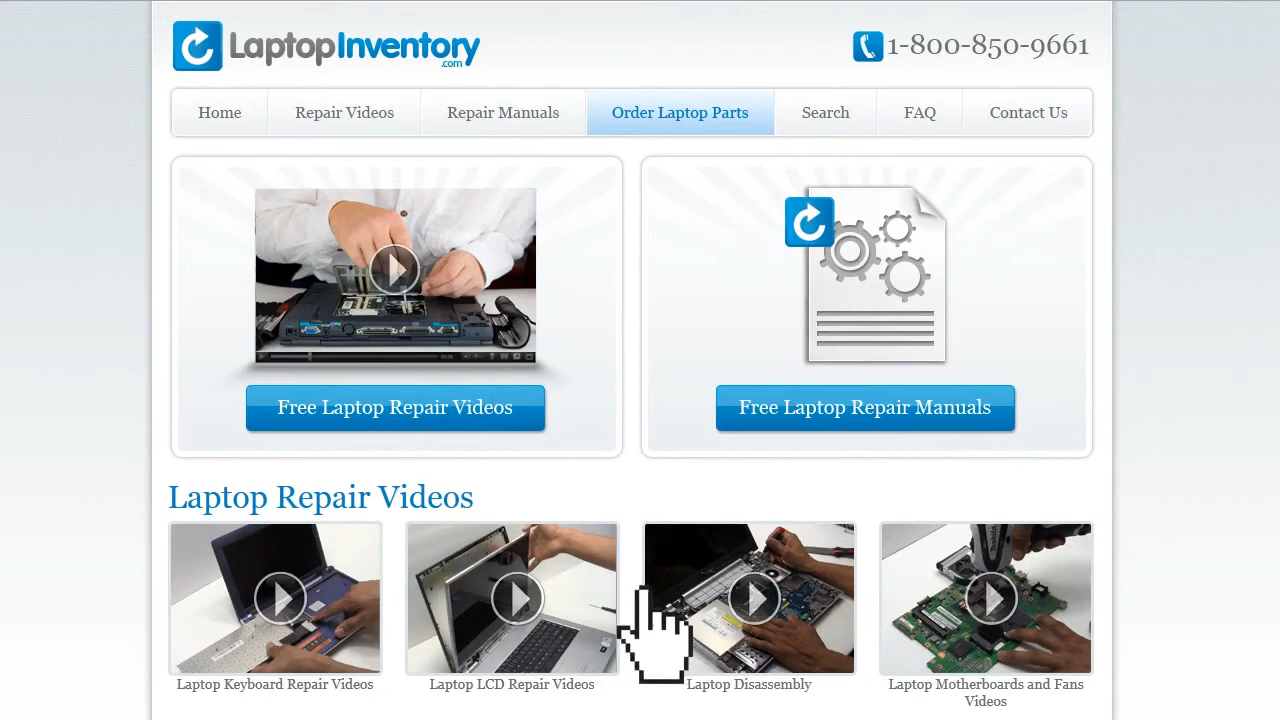 LaptopInventory
.com
1-800-850-9661
Home
Repair Videos
Repair Manuals
Order Laptop Parts
Search
FAQ
Contact Us
Free Laptop Repair Videos
Free Laptop Repair Manuals
Laptop Repair Videos
Laptop Keyboard Repair Videos
Laptop LCD Repair Videos
Laptop Disassembly
Laptop Motherboards and Fans
Videos